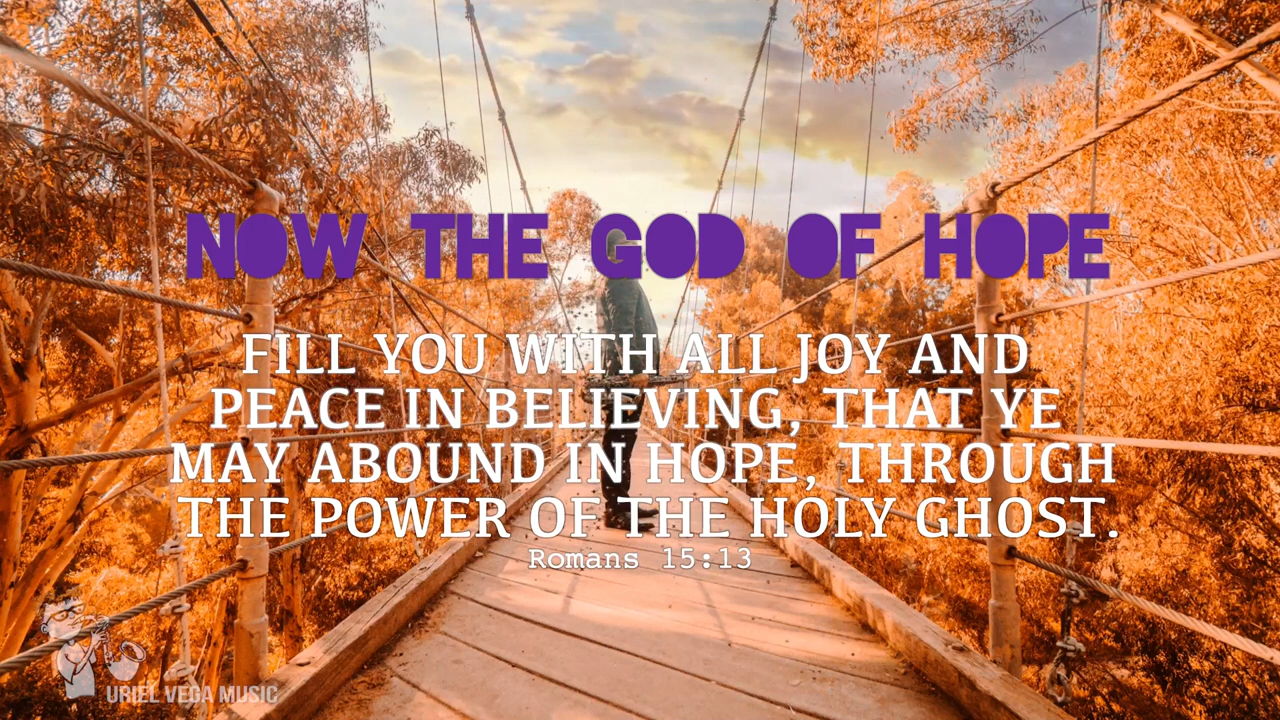 NOW THE GOD OF HOPE
FILL YOU WITH ALL JOY AND
PEACE IN BELIEVING, THAT YE
MAY ABOUND IN HOPE, THROUGH
THE POWER OF THE HOLY GHOST.
Romans 15:13
URIEL VEGA MUSIC